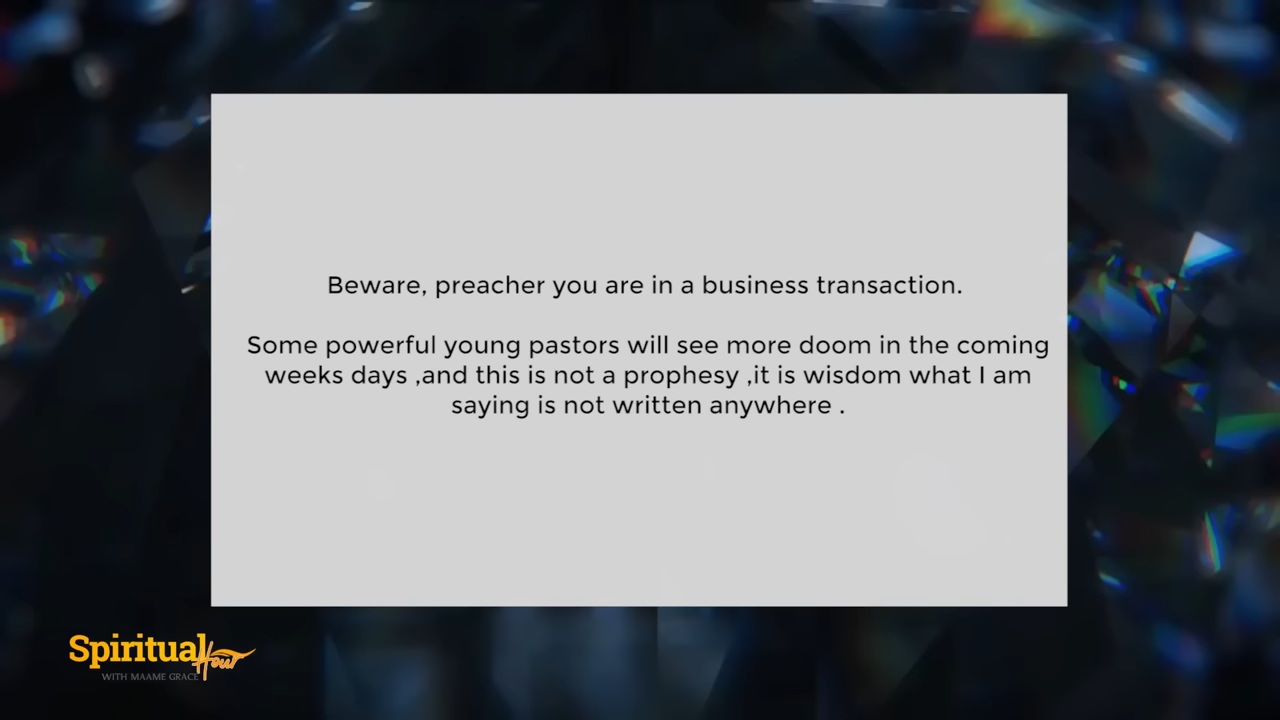 Beware, preacher you are in a business transaction.
Some powerful young pastors will see more doom in the coming
weeks days ,and this is not a prophesy ,it is wisdom what I am
saying is not written anywhere .
Spiritual
Hour
WITH MAAME GRACE